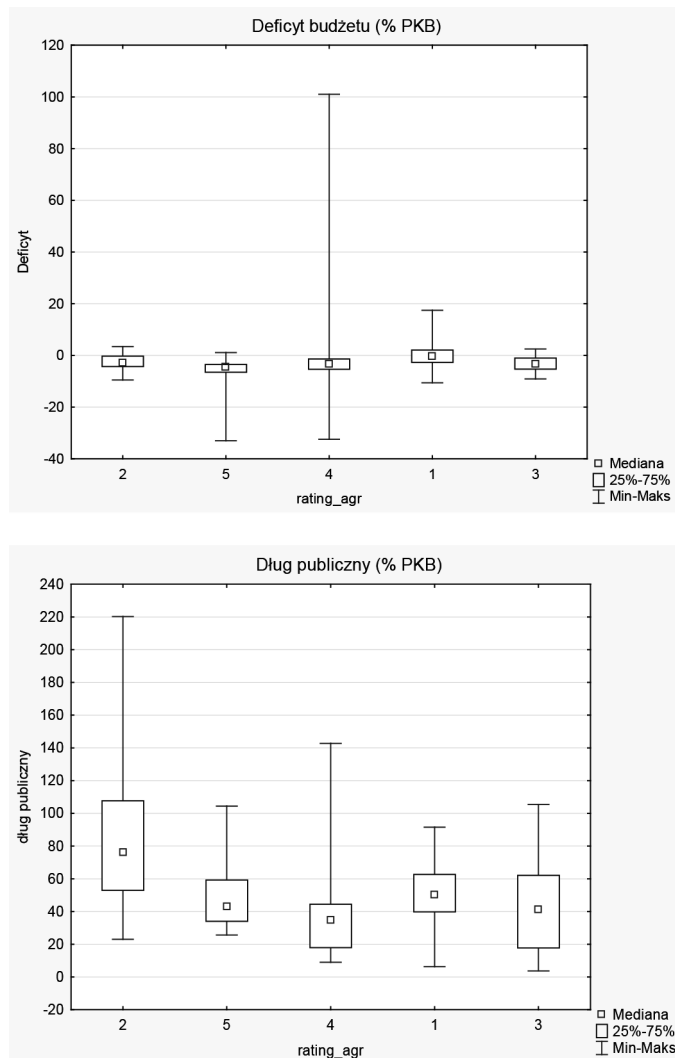 Deficyt budżetu (% PKB)
120
100
80
60
40
20
0
-20
-40
Deficyt
2 5 4 1 3
rating_agr
Mediana
25%-75%
Min-Maks
Dług publiczny (% PKB)
240
220
200
180
160
140
120
100
80
60
40
20
0
-20
dług publiczny
2 5 4 1 3
rating_agr
Mediana
25%-75%
Min-Maks